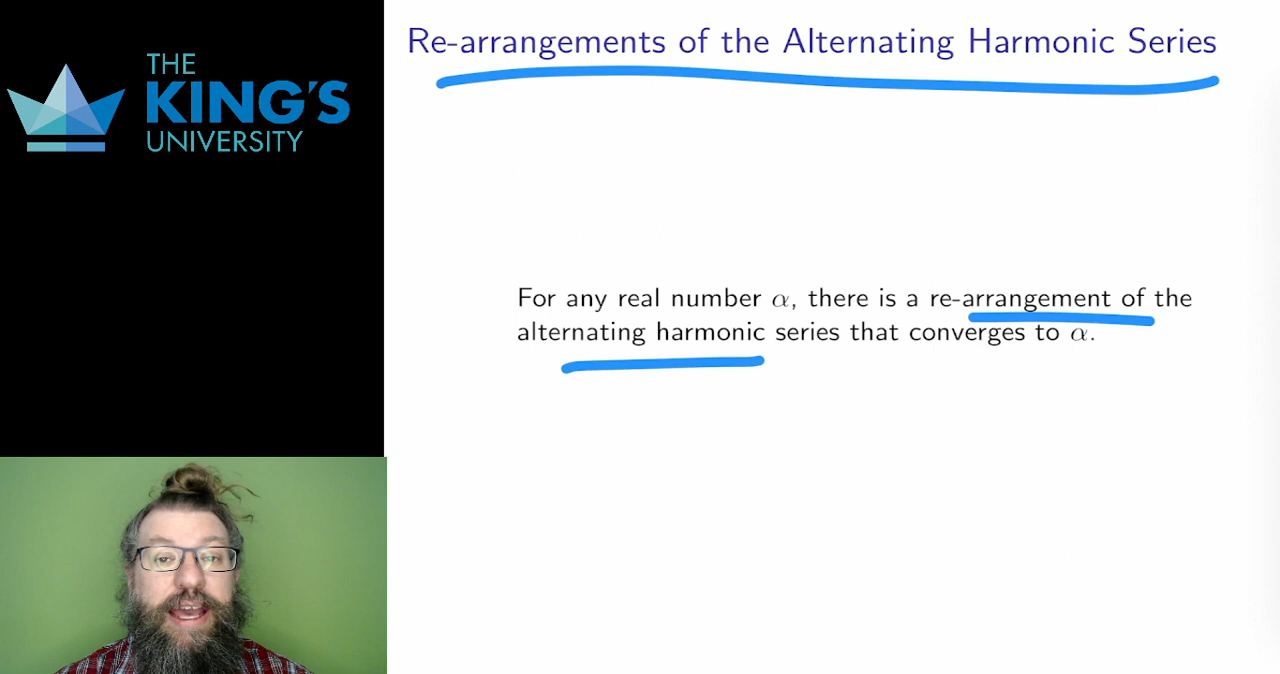 THE
KING'S
UNIVERSITY
Re-arrangements of the Alternating Harmonic Series
For any real number α, there is a re-arrangement of the
alternating harmonic series that converges to α.